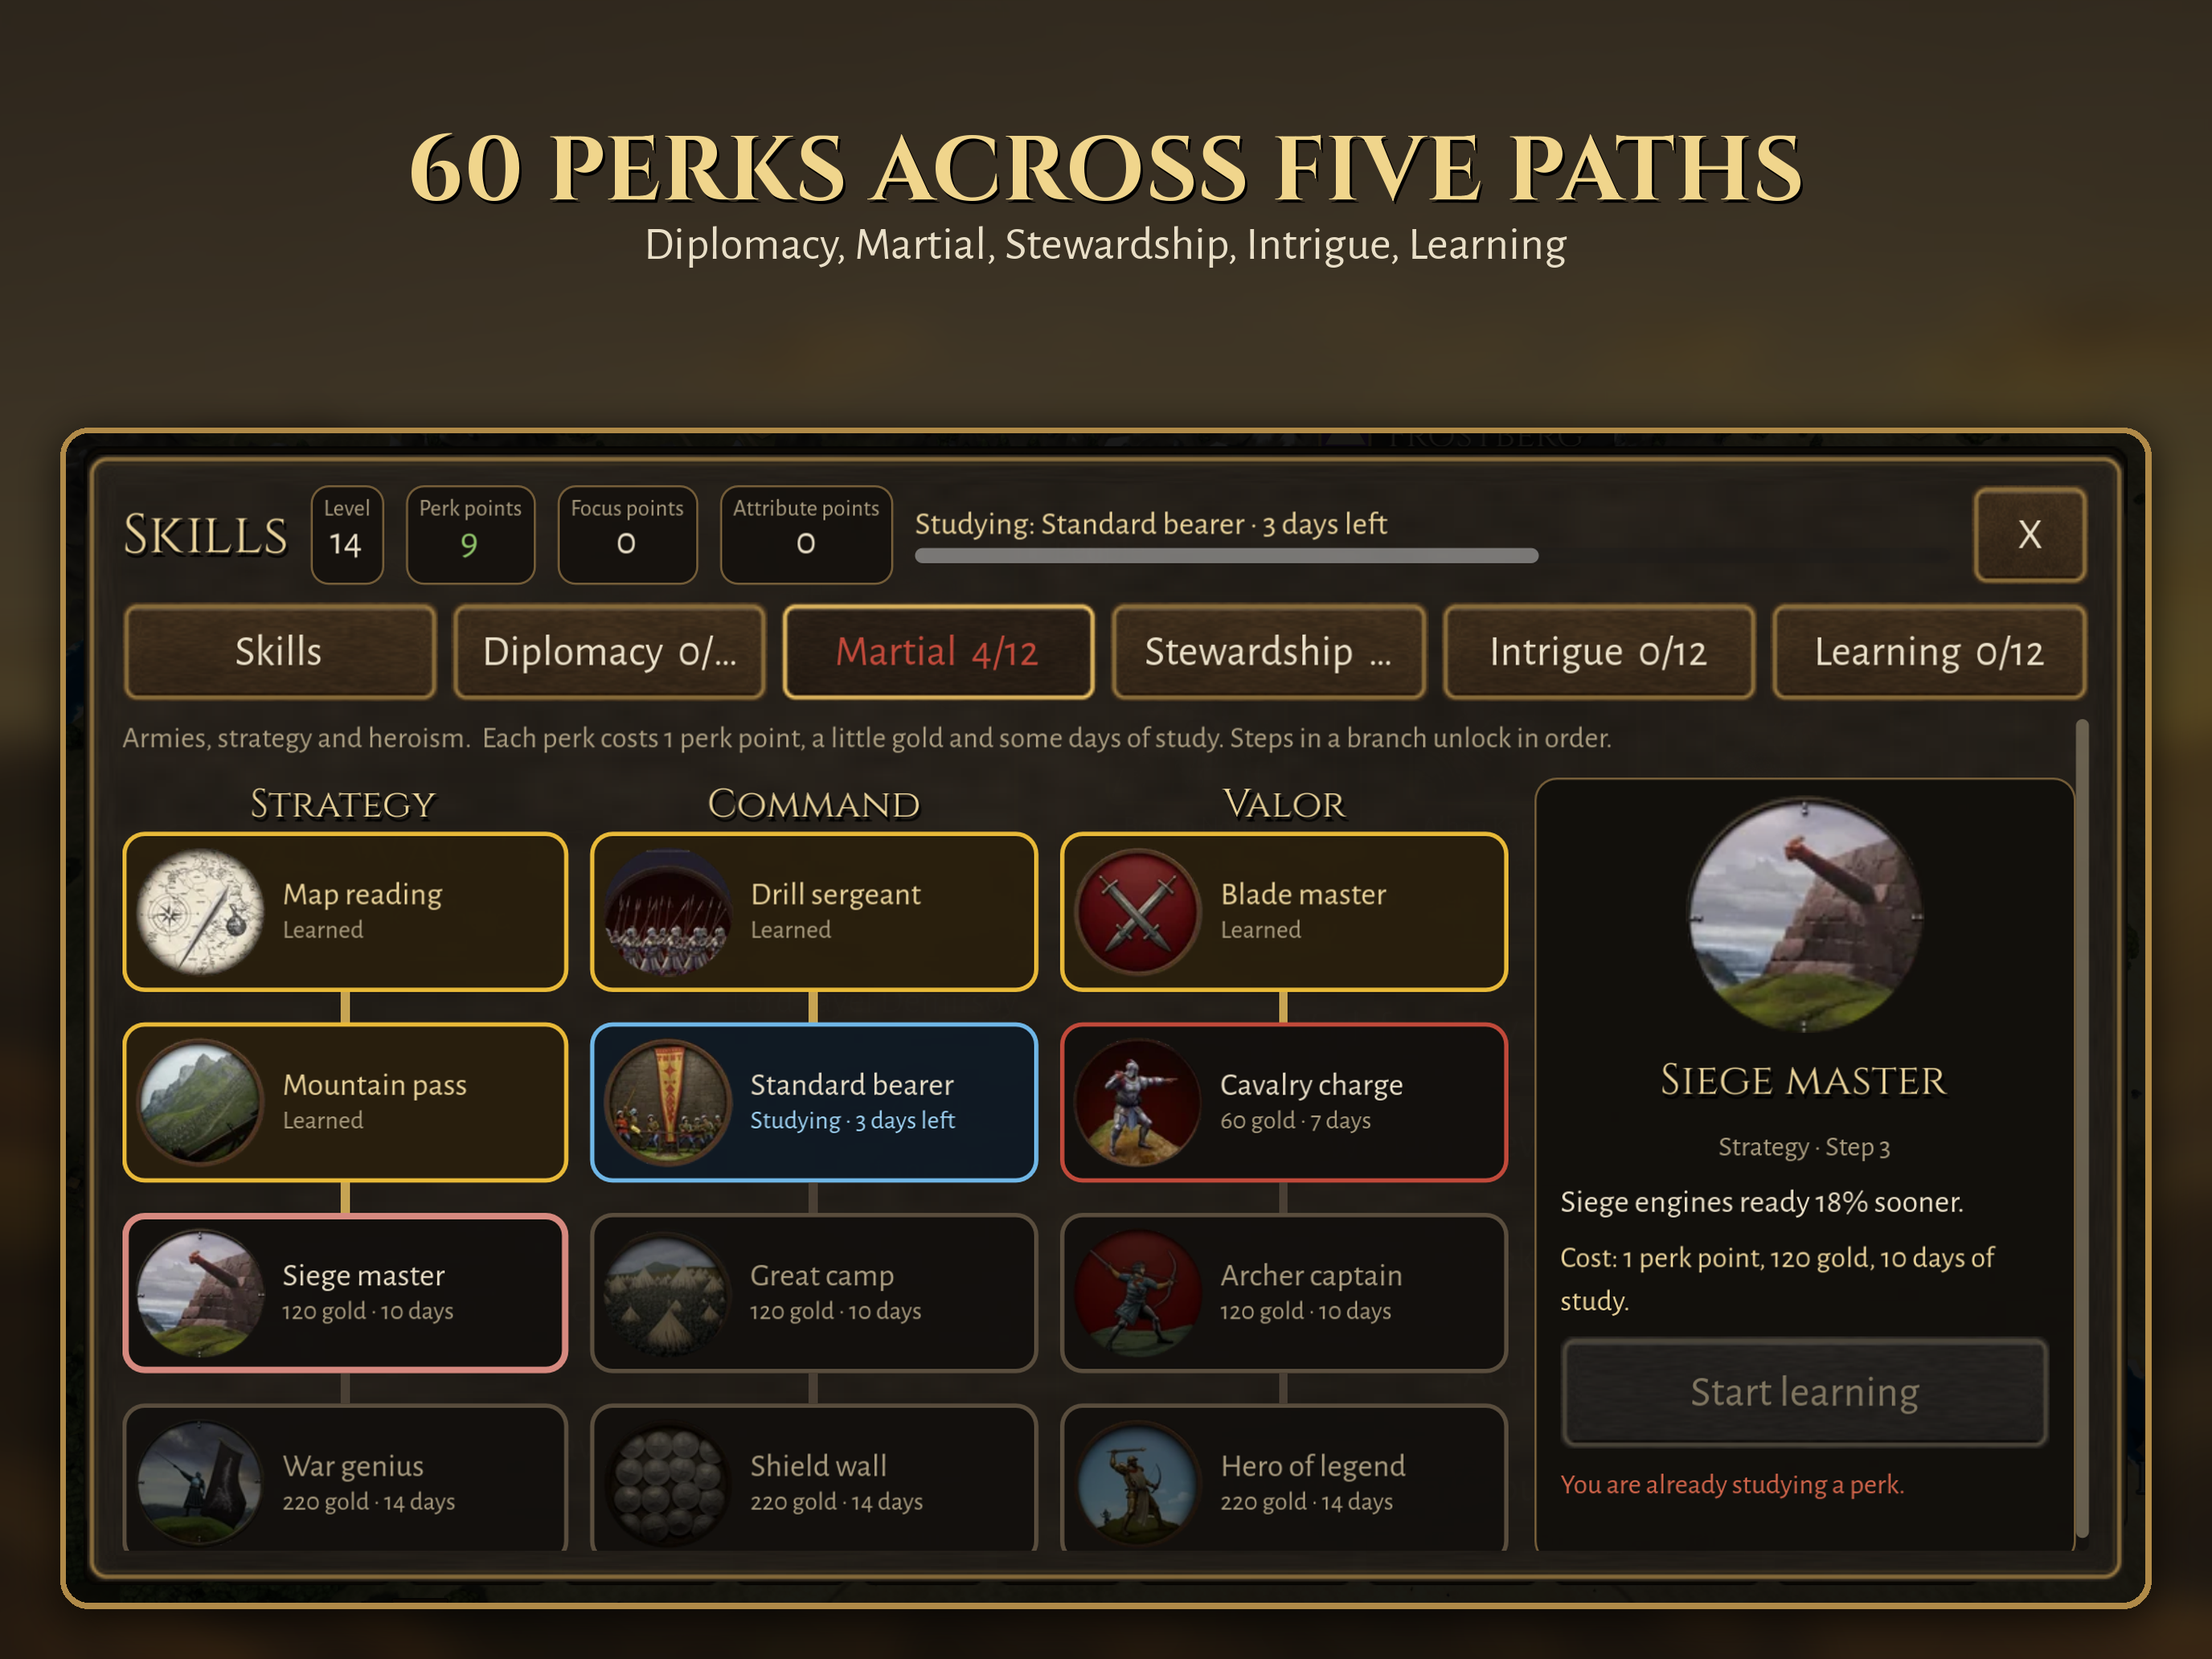 60 PERKS ACROSS FIVE PATHS
Diplomacy, Martial, Stewardship, Intrigue, Learning
FROSTBERG
SKILLS
Level
14
Perk points
9
Focus points
0
Attribute points
0
Studying: Standard bearer · 3 days left
X
Skills
Diplomacy 0/...
Martial 4/12
Stewardship ...
Intrigue 0/12
Learning 0/12
Armies, strategy and heroism. Each perk costs 1 perk point, a little gold and some days of study. Steps in a branch unlock in order.
STRATEGY
Map reading
Learned
Mountain pass
Learned
Siege master
120 gold · 10 days
War genius
220 gold · 14 days
COMMAND
Drill sergeant
Learned
Standard bearer
Studying · 3 days left
Great camp
120 gold · 10 days
Shield wall
220 gold · 14 days
VALOR
Blade master
Learned
Cavalry charge
60 gold · 7 days
Archer captain
120 gold · 10 days
Hero of legend
220 gold · 14 days
SIEGE MASTER
Strategy · Step 3
Siege engines ready 18% sooner.
Cost: 1 perk point, 120 gold, 10 days of
study.
Start learning
You are already studying a perk.